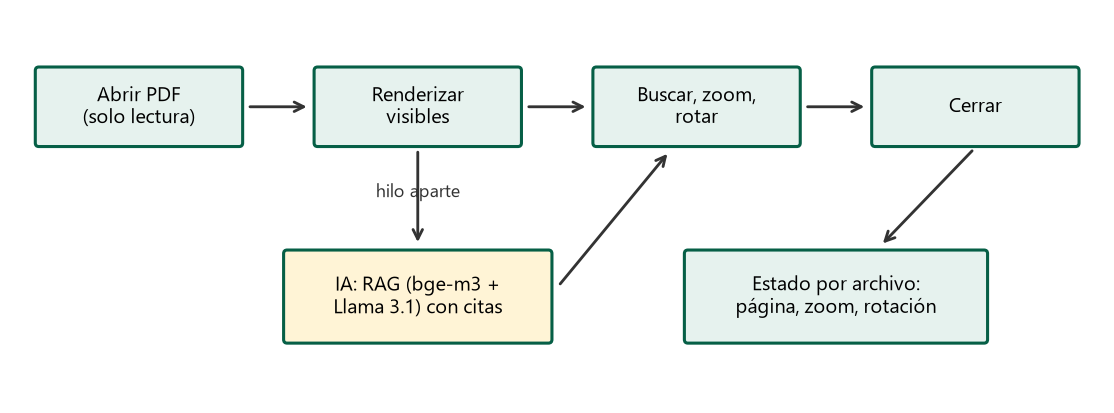 Abrir PDF
(solo lectura)
Renderizar
visibles
Buscar, zoom,
rotar
Cerrar
hilo aparte
IA: RAG (bge-m3 +
Llama 3.1) con citas
Estado por archivo:
página, zoom, rotación